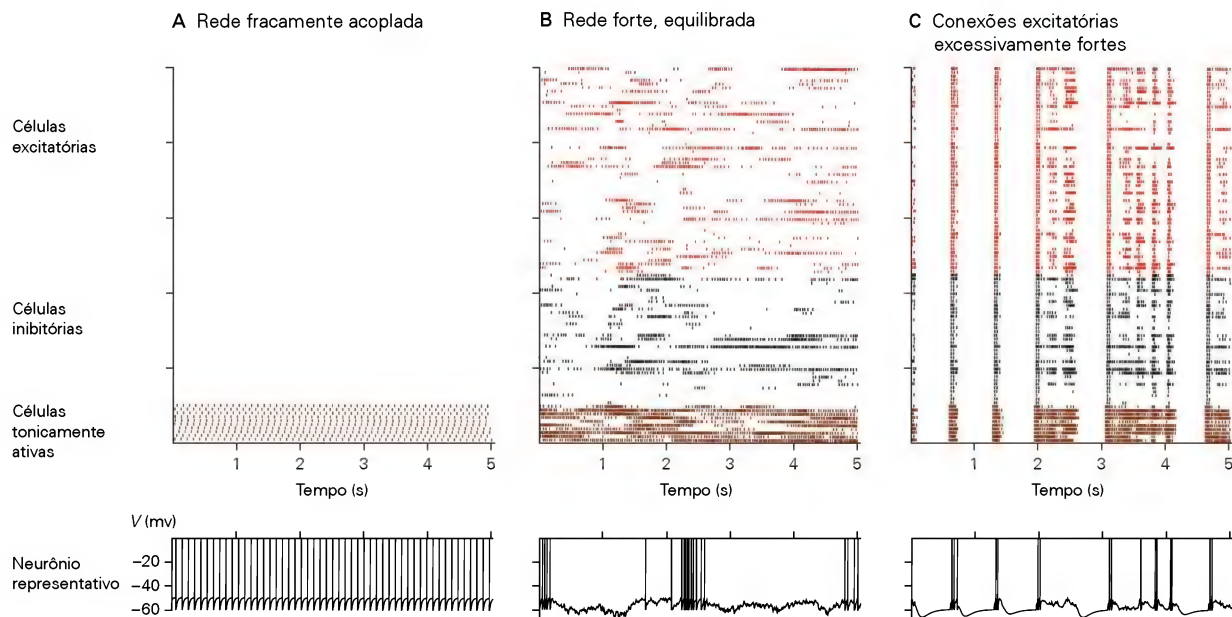 A Rede fracamente acoplada
B Rede forte, equilibrada
C Conexões excitatórias
excessivamente fortes
Células
excitatórias
Células
inibitórias
Células
tonicamente
ativas
1 2 3 4 5
Tempo (s)
1 2 3 4 5
Tempo (s)
1 2 3 4 5
Tempo (s)
V (mv)
Neurônio
representativo
−20
−40
−60